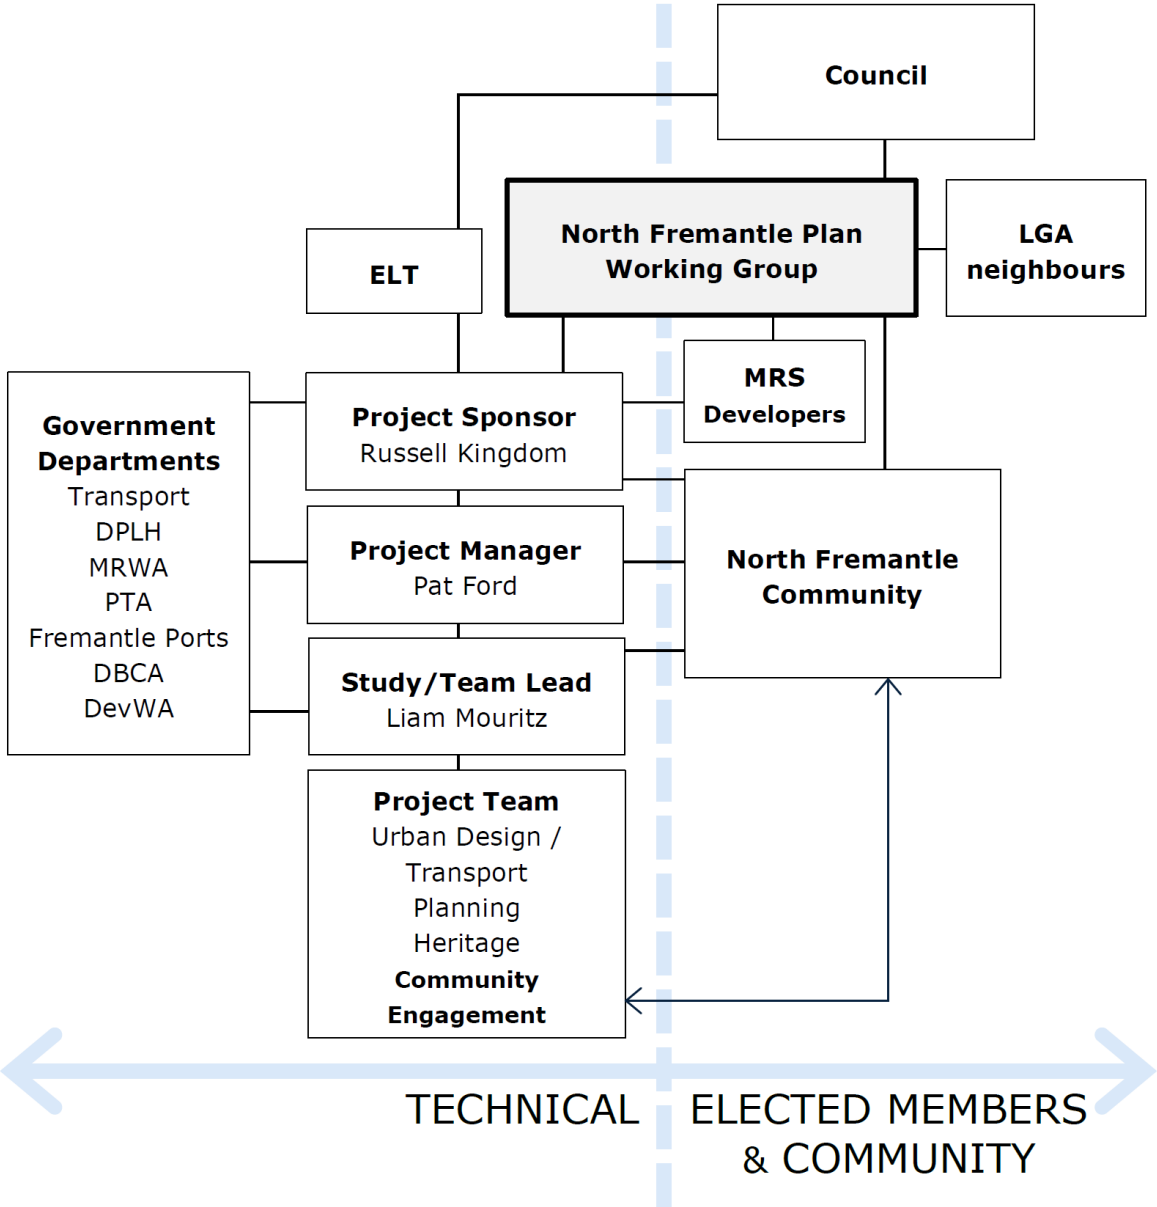 Council
North Fremantle Plan
Working Group
LGA
neighbours
ELT
MRS
Developers
Government
Departments
Transport
DPLH
MRWA
PTA
Fremantle Ports
DBCA
DevWA
Project Sponsor
Russell Kingdom
Project Manager
Pat Ford
North Fremantle
Community
Study/Team Lead
Liam Mouritz
Project Team
Urban Design /
Transport
Planning
Heritage
Community
Engagement
TECHNICAL
ELECTED MEMBERS
& COMMUNITY